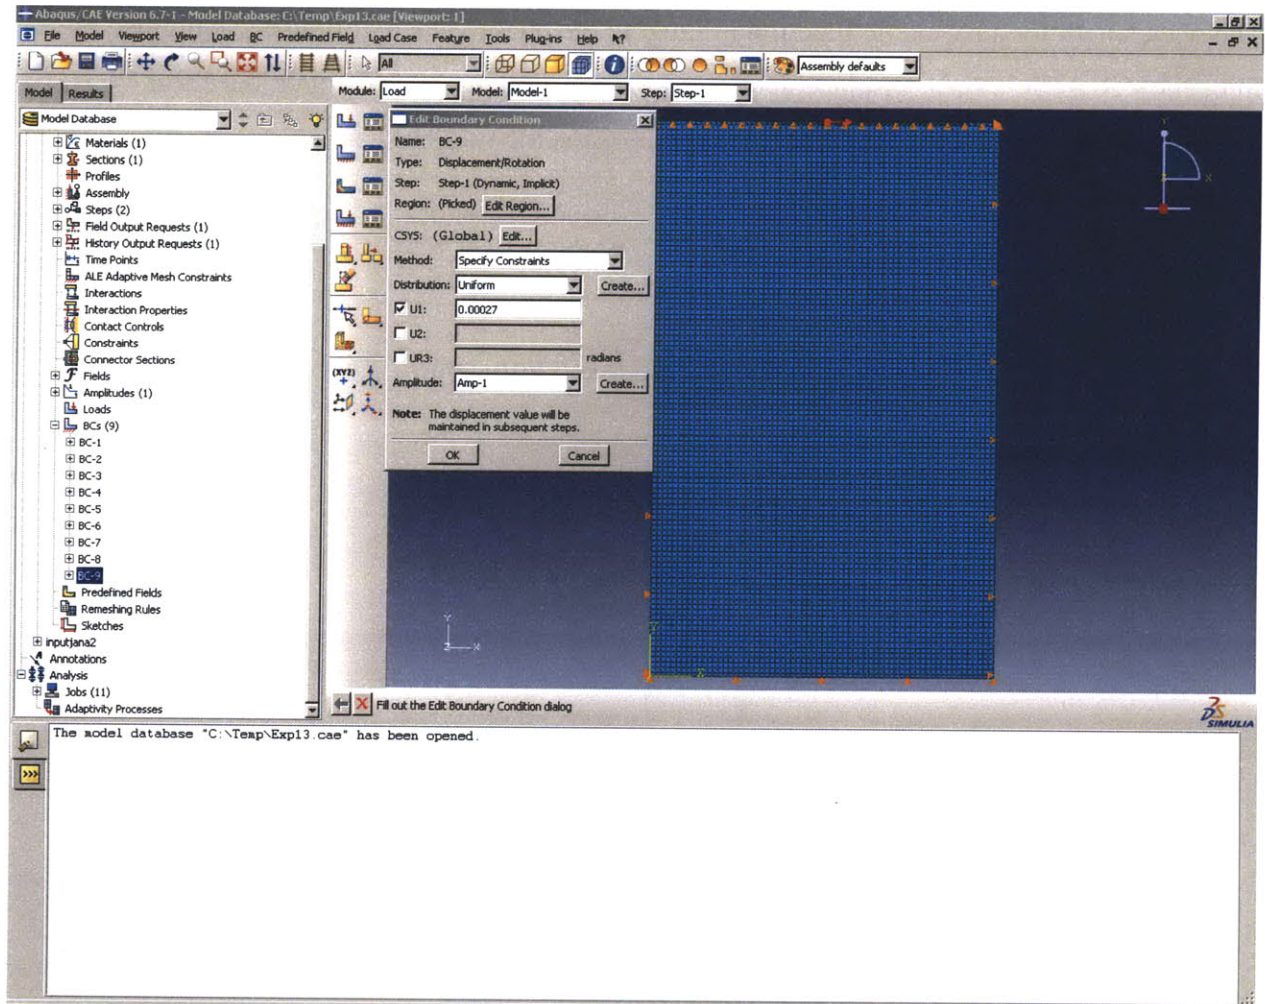 Abaqus/CAE Version 6.7-1 - Model Database: C:\Temp\Exp13.cae [Viewport: 1]
File Model Viewport View Load BC Predefined Field Load Case Feature Tools Plug-ins Help
All
Assembly defaults
Model Results
Module: Load Model: Model-1 Step: Step-1
Model Database
Materials (1)
Sections (1)
Profiles
Assembly
Steps (2)
Field Output Requests (1)
History Output Requests (1)
Time Points
ALE Adaptive Mesh Constraints
Interactions
Interaction Properties
Contact Controls
Constraints
Connector Sections
Fields
Amplitudes (1)
Loads
BCs (9)
BC-1
BC-2
BC-3
BC-4
BC-5
BC-6
BC-7
BC-8
BC-9
Predefined Fields
Remeshing Rules
Sketches
inputjana2
Annotations
Analysis
Jobs (11)
Adaptivity Processes
(XYZ)
Edit Boundary Condition
Name: BC-9
Type: Displacement/Rotation
Step: Step-1 (Dynamic, Implicit)
Region: (Picked) Edit Region...
CSYS: (Global) Edit...
Method: Specify Constraints
Distribution: Uniform Create...
U1: 0.00027
U2:
UR3: radians
Amplitude: Amp-1 Create...
Note: The displacement value will be
maintained in subsequent steps.
OK Cancel
Y
X
Y
Z X
Y
X
Fill out the Edit Boundary Condition dialog
SIMULIA
The model database "C:\Temp\Exp13.cae" has been opened.
>>>